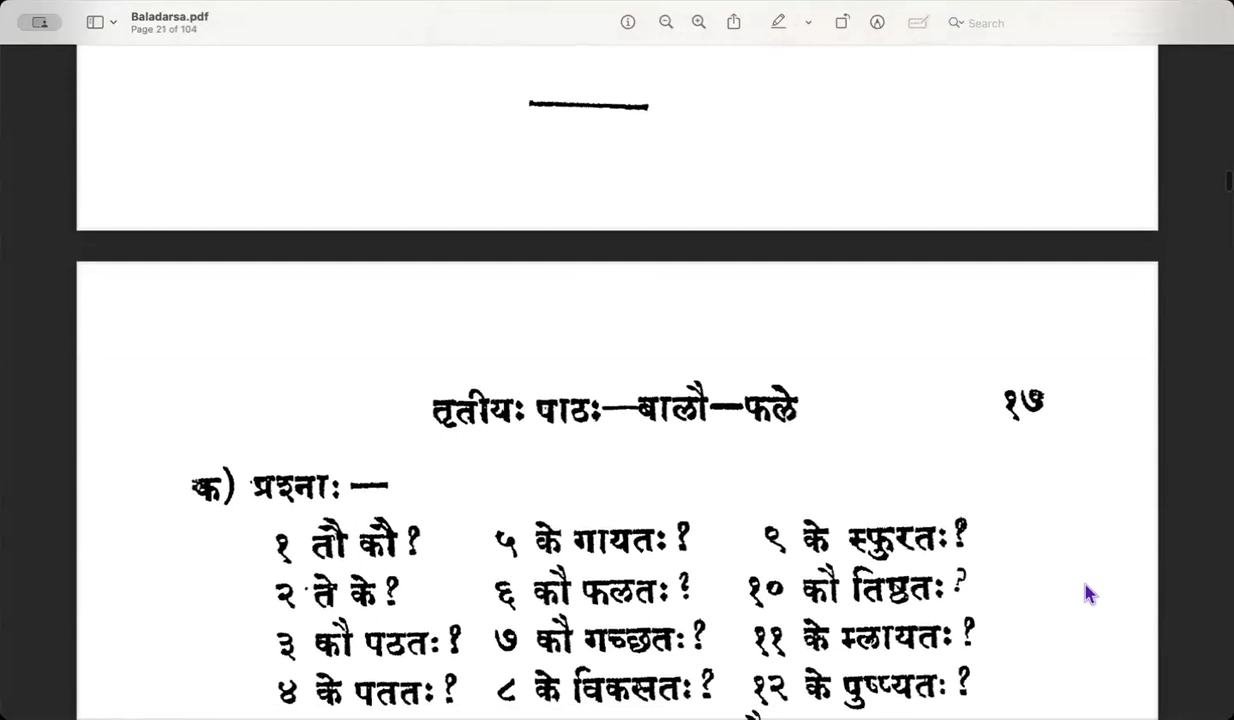 Baladarsa.pdf
Page 21 of 104
Search
तृतीयः पाठः—बालौ—फले १७
क) प्रश्नाः —
१ तौ कौ? ५ के गायतः? ९ के स्फुरतः?
२ ते के? ६ कौ फलतः? १० कौ तिष्ठतः?
३ कौ पठतः? ७ कौ गच्छतः? ११ के म्लायतः?
४ के पततः? ८ के विकसतः? १२ के पुष्प्यतः?